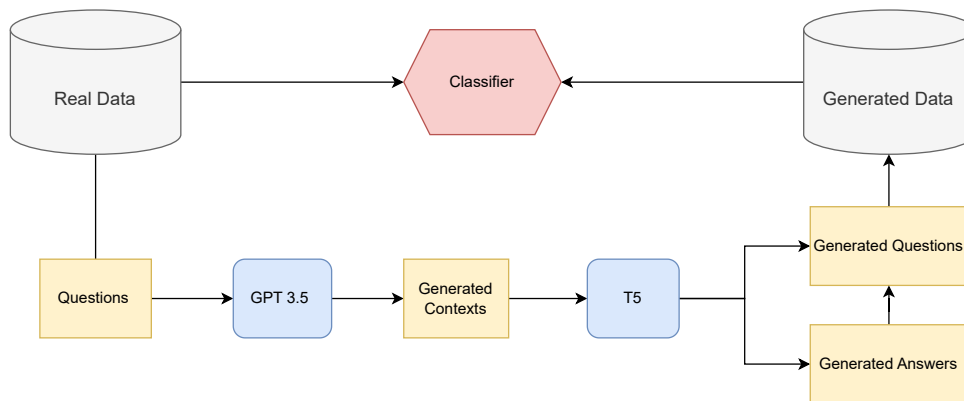 Real Data
Classifier
Generated Data
Questions
GPT 3.5
Generated
Contexts
T5
Generated Questions
Generated Answers